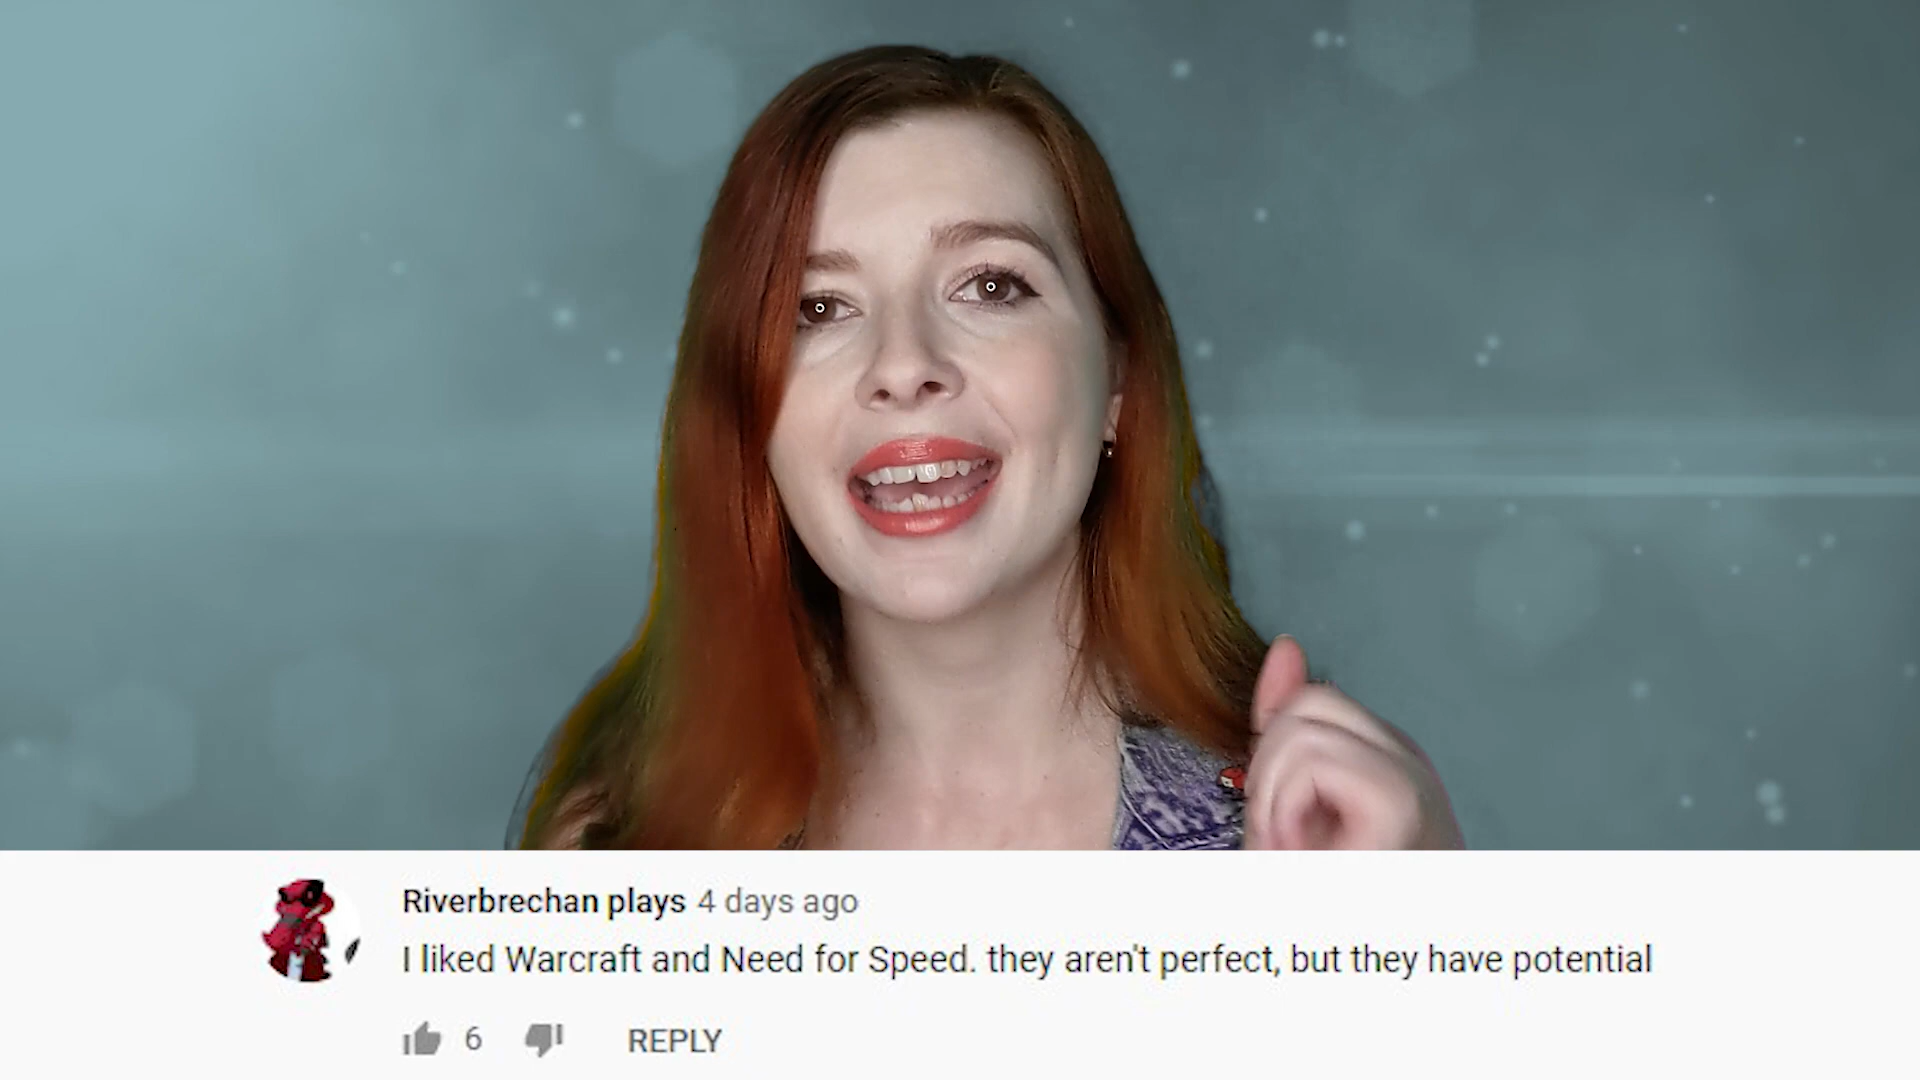 Riverbrechan plays 4 days ago
I liked Warcraft and Need for Speed. they aren't perfect, but they have potential
6 REPLY